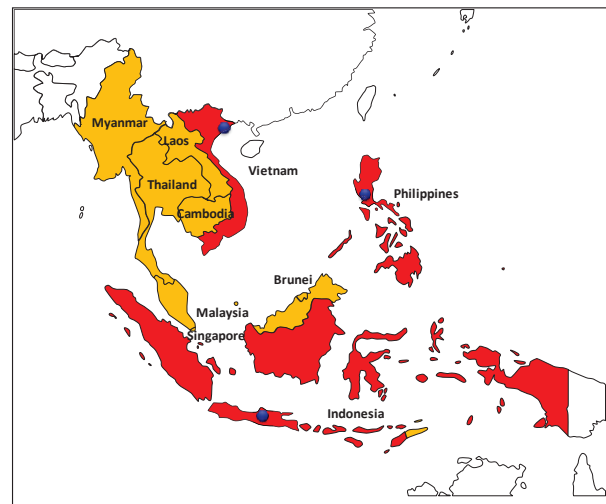 Myanmar
Laos
Vietnam
Thailand
Philippines
Cambodia
Brunei
Malaysia
Singapore
Indonesia